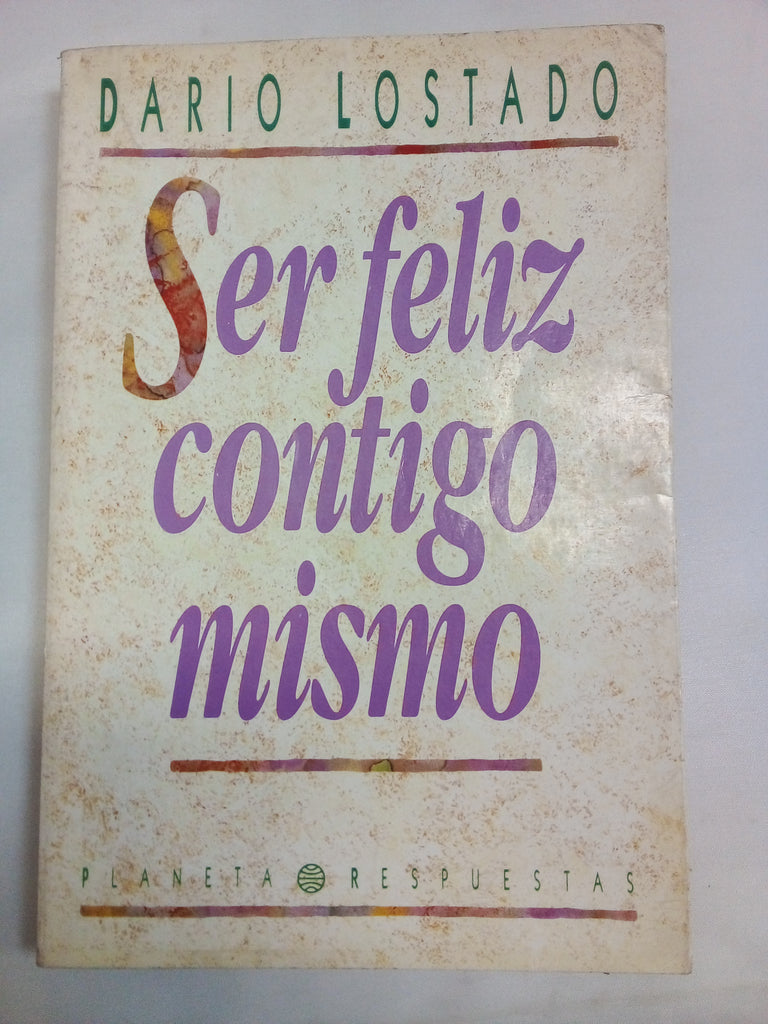 DARIO LOSTADO
Ser feliz
contigo
mismo
PLANETA RESPUESTAS